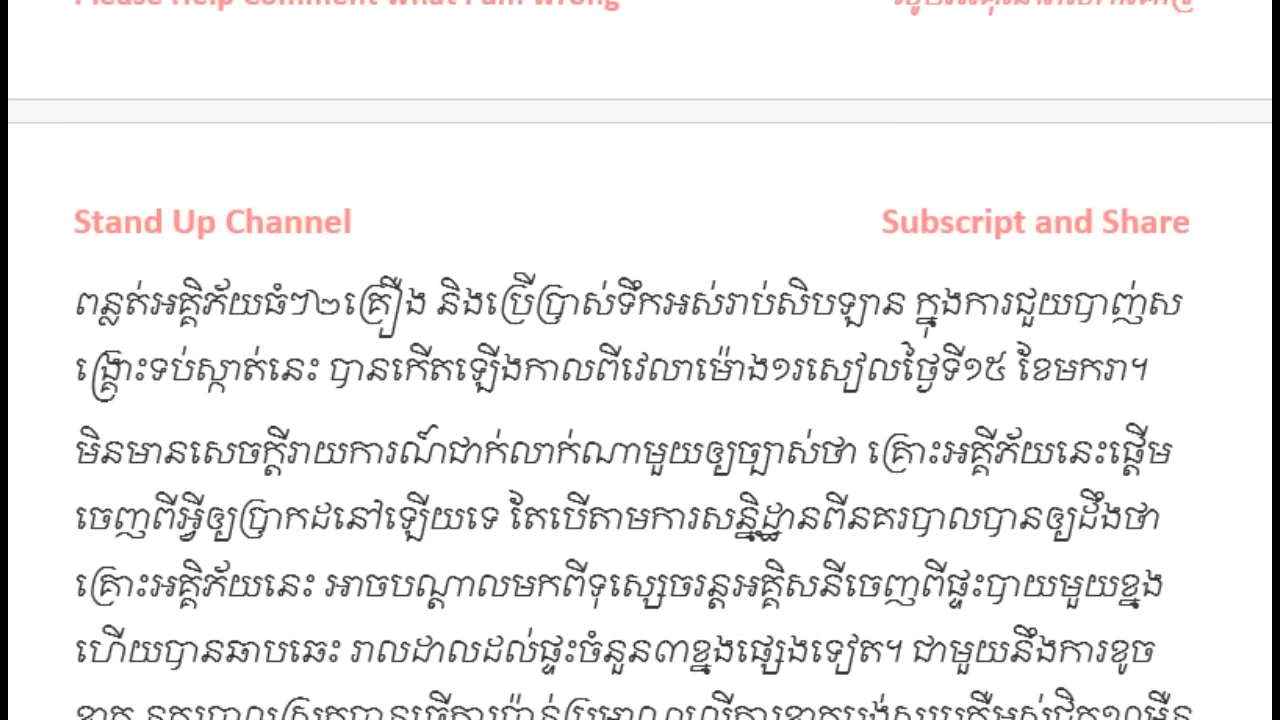 Please Help Comment What I am wrong
Stand Up Channel Subscript and Share
ពន្លត់អគ្គិភ័យធំៗ២គ្រឿង និងប្រើប្រាស់ទឹកអស់រាប់សិបឡាន ក្នុងការជួយបាញ់ស
ង្គ្រោះទប់ស្កាត់នេះ បានកើតឡើងកាលពីវេលាម៉ោង១រសៀលថ្ងៃទី១៥ ខែមករា។
មិនមានសេចក្តីរាយការណ៍ជាក់លាក់ណាមួយឲ្យច្បាស់ថា គ្រោះអគ្គីភ័យនេះផ្តើម
ចេញពីអ្វីឲ្យប្រាកដនៅឡើយទេ តែបើតាមការសន្និដ្ឋានពីនគរបាលបានឲ្យដឹងថា
គ្រោះអគ្គិភ័យនេះ អាចបណ្តាលមកពីទុស្សេចរន្តអគ្គិសនីចេញពីផ្ទះបាយមួយខ្នង
ហើយបានឆាបឆេះ រាលដាលដល់ផ្ទះចំនួន៣ខ្នងផ្សេងទៀត។ ជាមួយនឹងការខូច